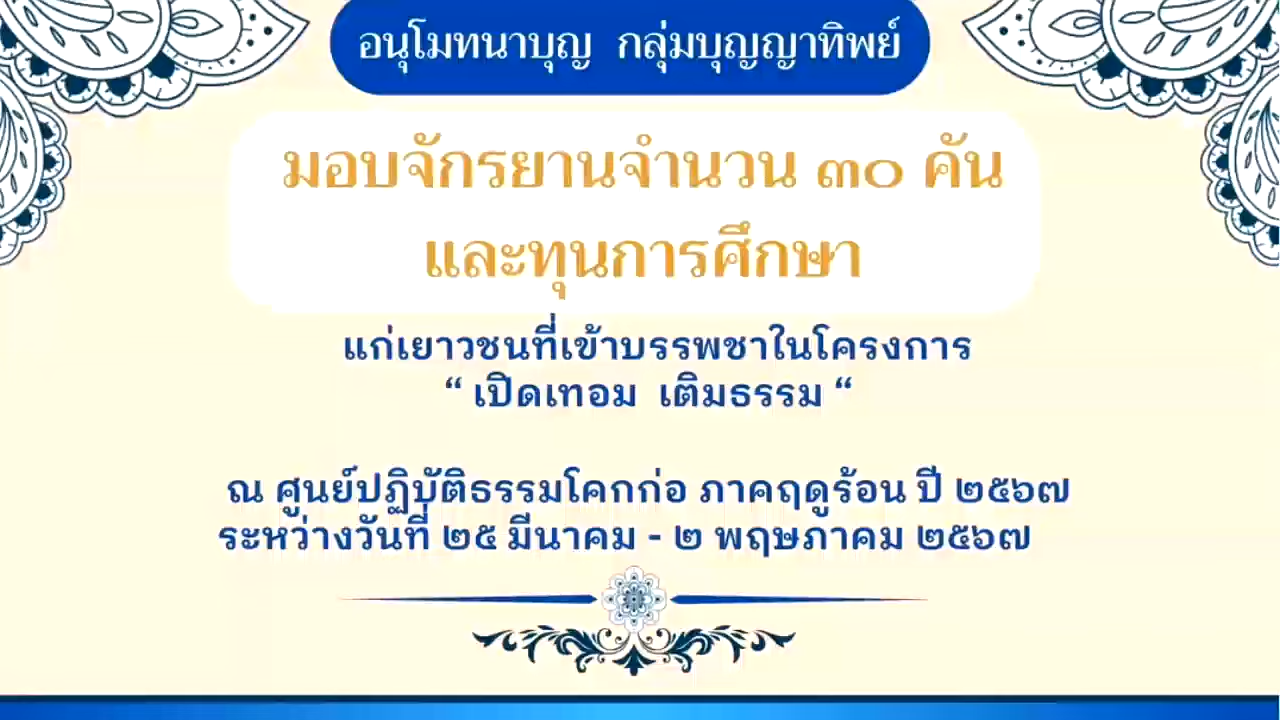 อนุโมทนาบุญ กลุ่มบุญญาทิพย์
มอบจักรยานจำนวน ๓๐ คัน
และทุนการศึกษา
แก่เยาวชนที่เข้าบรรพชาในโครงการ
“ เปิดเทอม เติมธรรม “
ณ ศูนย์ปฏิบัติธรรมโคกก่อ ภาคฤดูร้อน ปี ๒๕๖๗
ระหว่างวันที่ ๒๕ มีนาคม - ๒ พฤษภาคม ๒๕๖๗